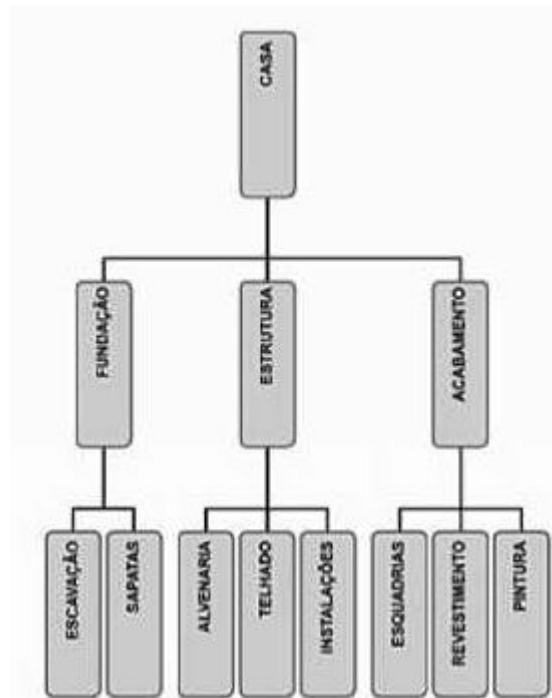 CASA
FUNDAÇÃO
ESTRUTURA
ACABAMENTO
ESCAVAÇÃO
SAPATAS
ALVENARIA
TELHADO
INSTALAÇÕES
ESQUADRIAS
REVESTIMENTO
PINTURA